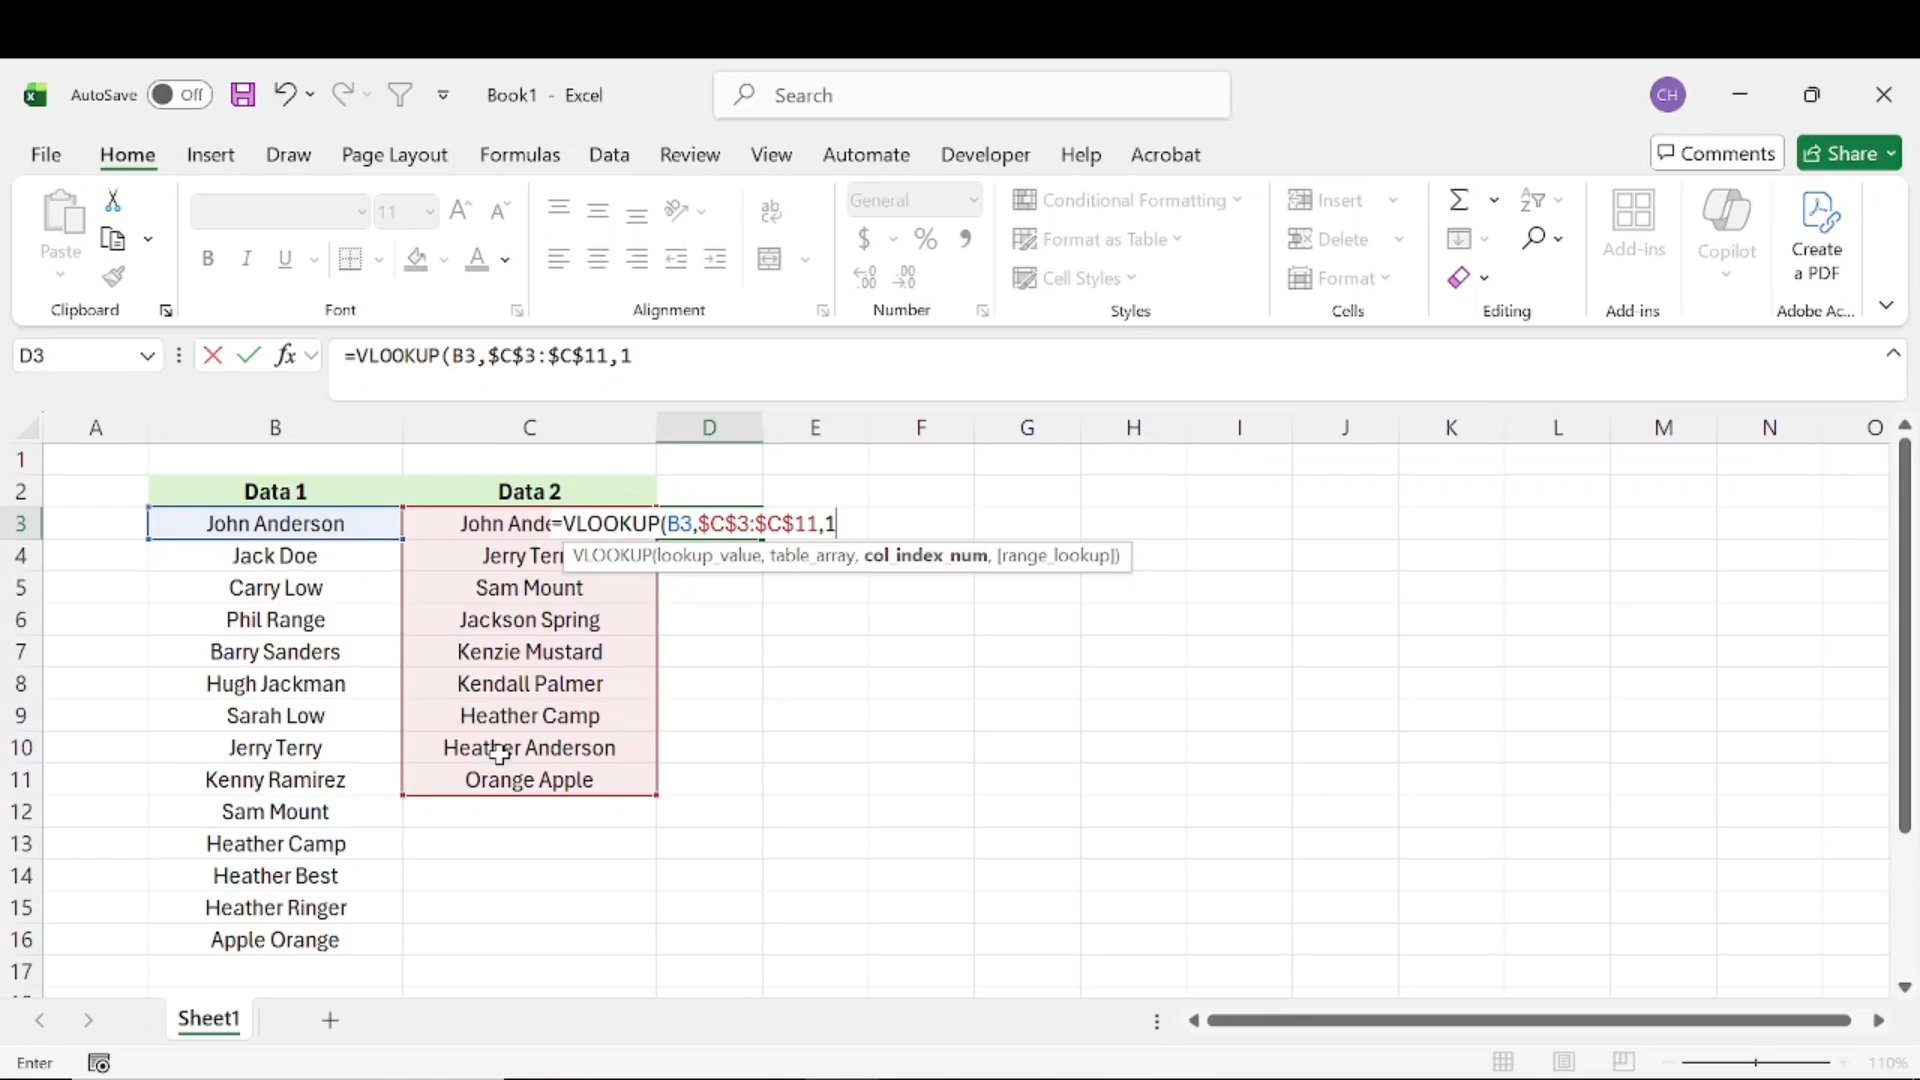 AutoSave Off Book1 - Excel Search CH
File Home Insert Draw Page Layout Formulas Data Review View Automate Developer Help Acrobat Comments Share
Paste 11 General Conditional Formatting Insert
B I U $ % Format as Table Delete Add-ins Copilot Create a PDF
Cell Styles Format
Clipboard Font Alignment Number Styles Cells Editing Add-ins Adobe Ac...
D3 fx =VLOOKUP(B3,$C$3:$C$11,1
A B C D E F G H I J K L M N O
1
2 Data 1 Data 2
3 John Anderson John Ande =VLOOKUP(B3,$C$3:$C$11,1
4 Jack Doe Jerry Terr VLOOKUP(lookup_value, table_array, col_index_num, [range_lookup])
5 Carry Low Sam Mount
6 Phil Range Jackson Spring
7 Barry Sanders Kenzie Mustard
8 Hugh Jackman Kendall Palmer
9 Sarah Low Heather Camp
10 Jerry Terry Heather Anderson
11 Kenny Ramirez Orange Apple
12 Sam Mount
13 Heather Camp
14 Heather Best
15 Heather Ringer
16 Apple Orange
17
Sheet1
Enter 110%